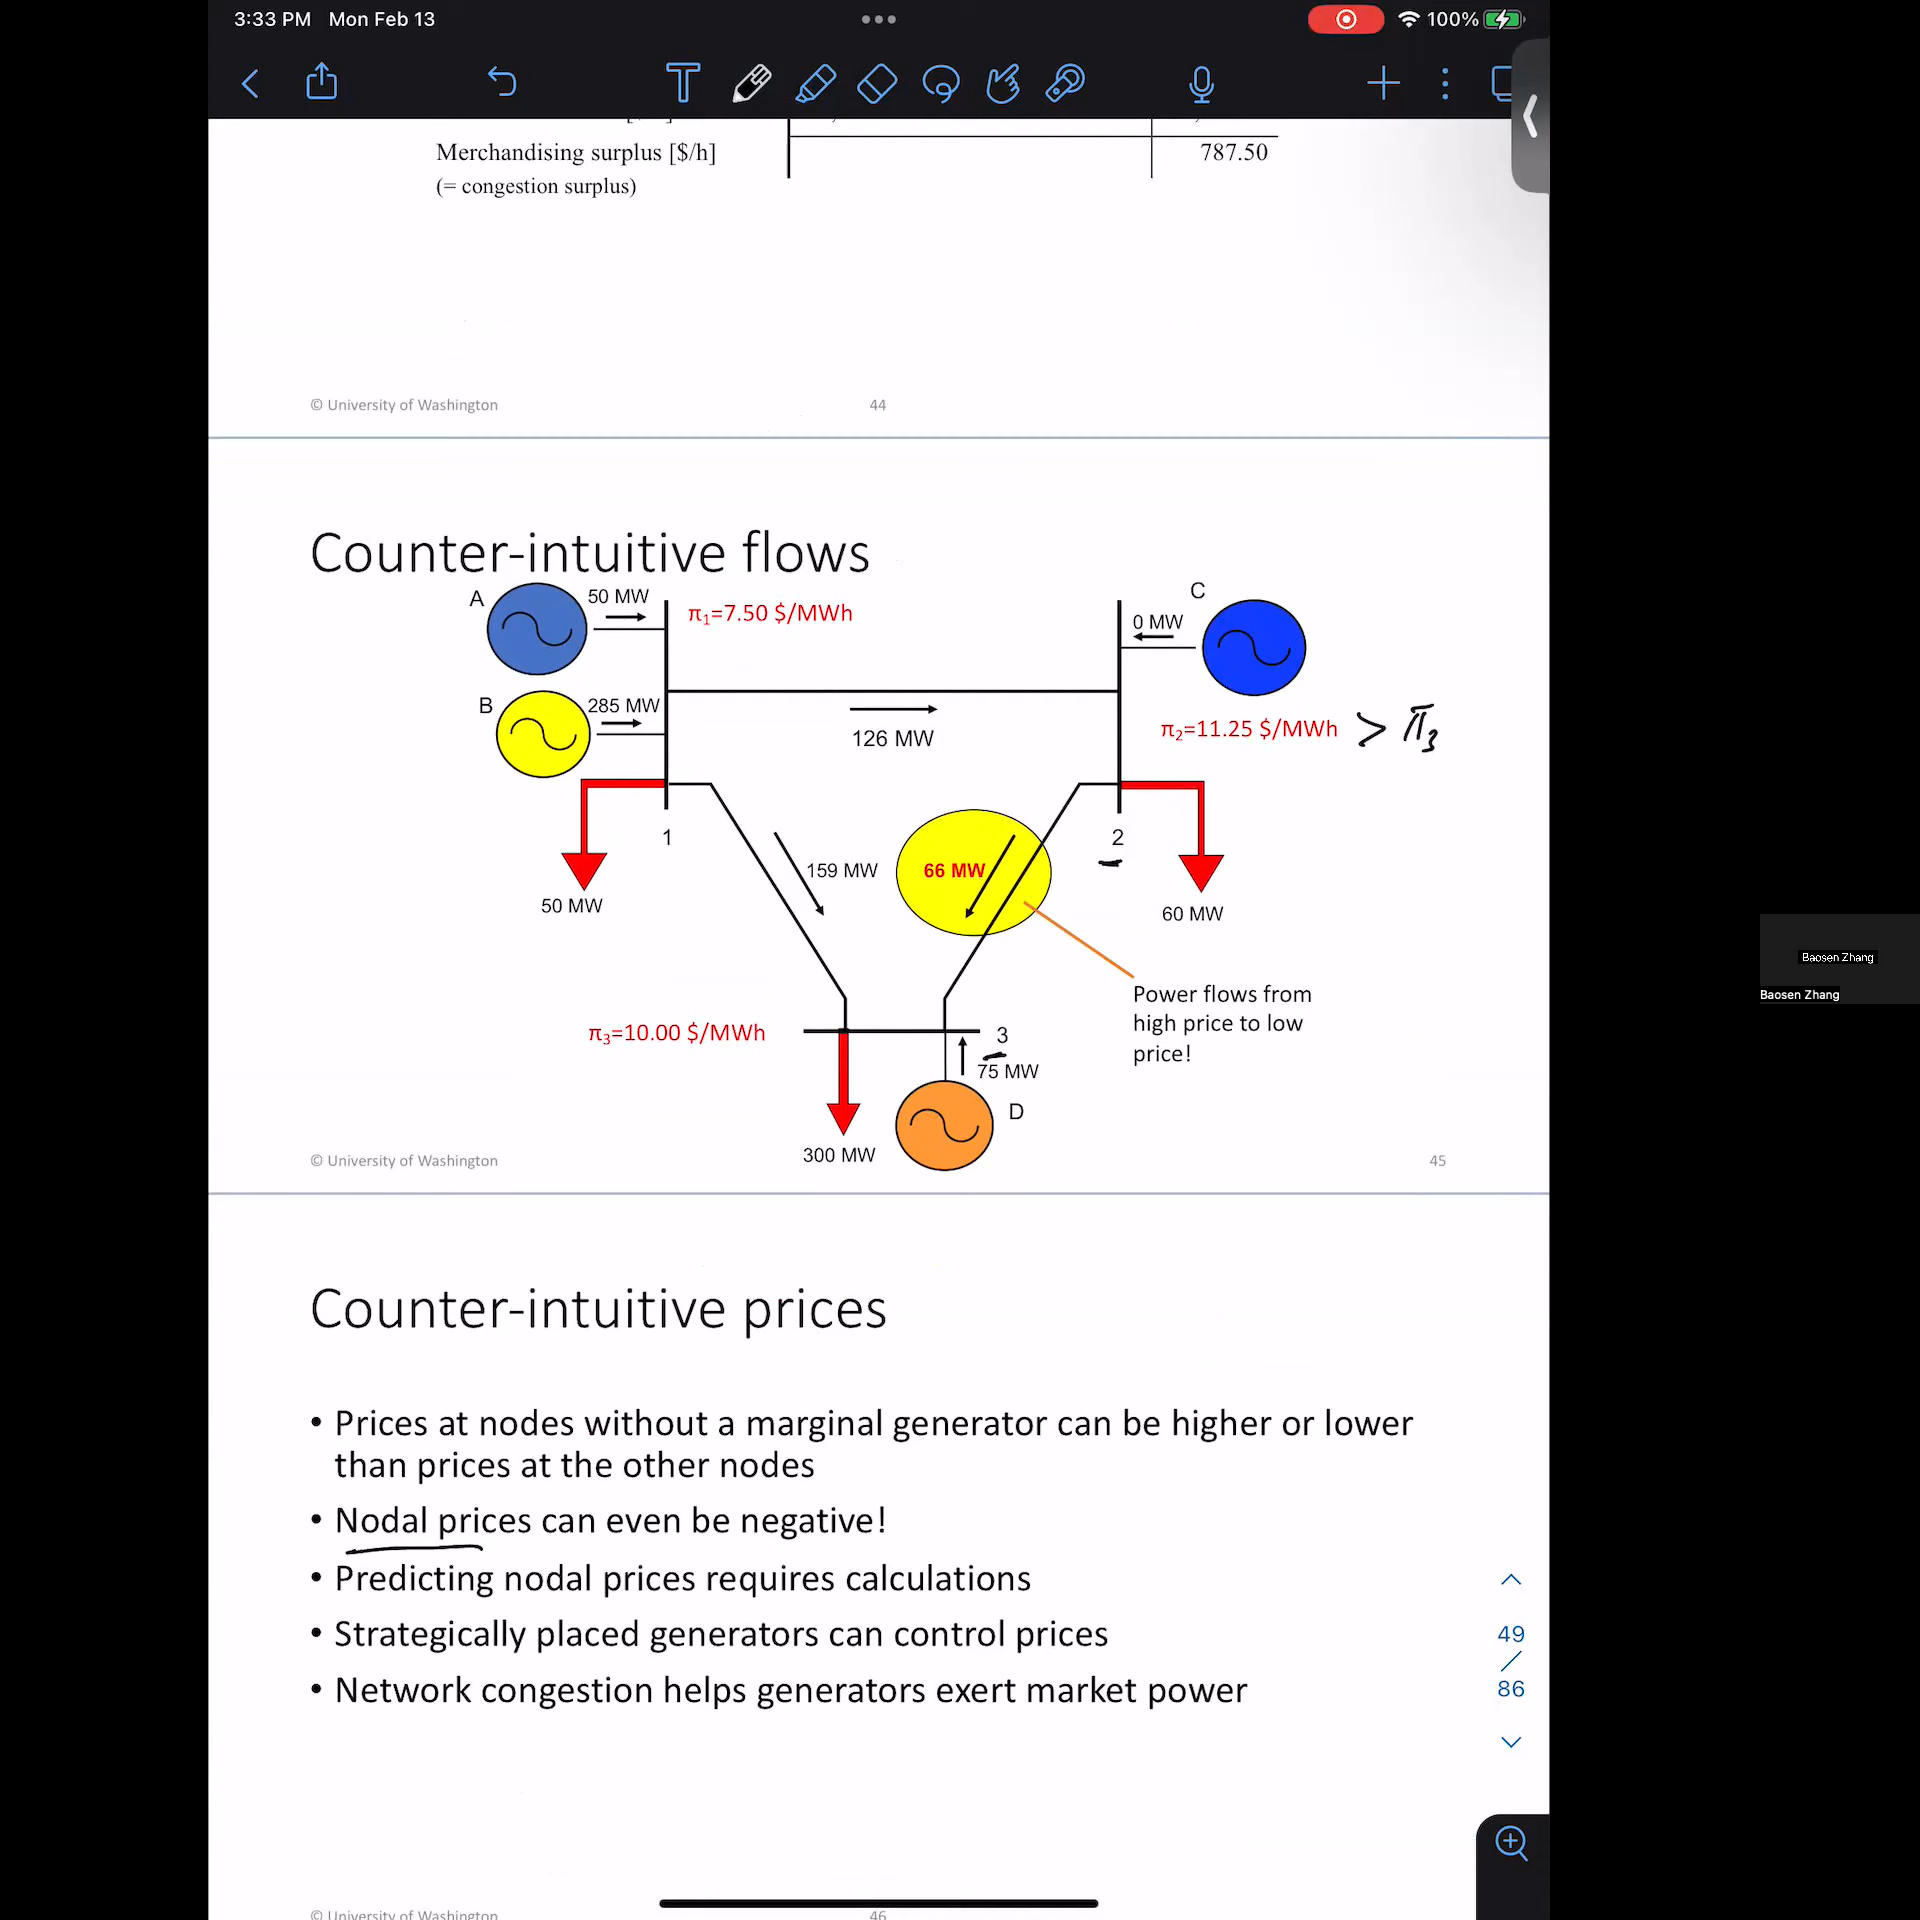 3:33 PM Mon Feb 13
100%
Merchandising surplus [$/h]
787.50
(= congestion surplus)
© University of Washington
44
Counter-intuitive flows
A
50 MW
π₁=7.50 $/MWh
C
0 MW
B
285 MW
126 MW
π₂=11.25 $/MWh > π₃
1
2
159 MW
66 MW
50 MW
60 MW
Power flows from
high price to low
price!
π₃=10.00 $/MWh
3
75 MW
D
300 MW
© University of Washington
45
Counter-intuitive prices
• Prices at nodes without a marginal generator can be higher or lower
than prices at the other nodes
• Nodal prices can even be negative!
• Predicting nodal prices requires calculations
• Strategically placed generators can control prices
• Network congestion helps generators exert market power
49
/
86
© University of Washington
46
Baosen Zhang
Baosen Zhang